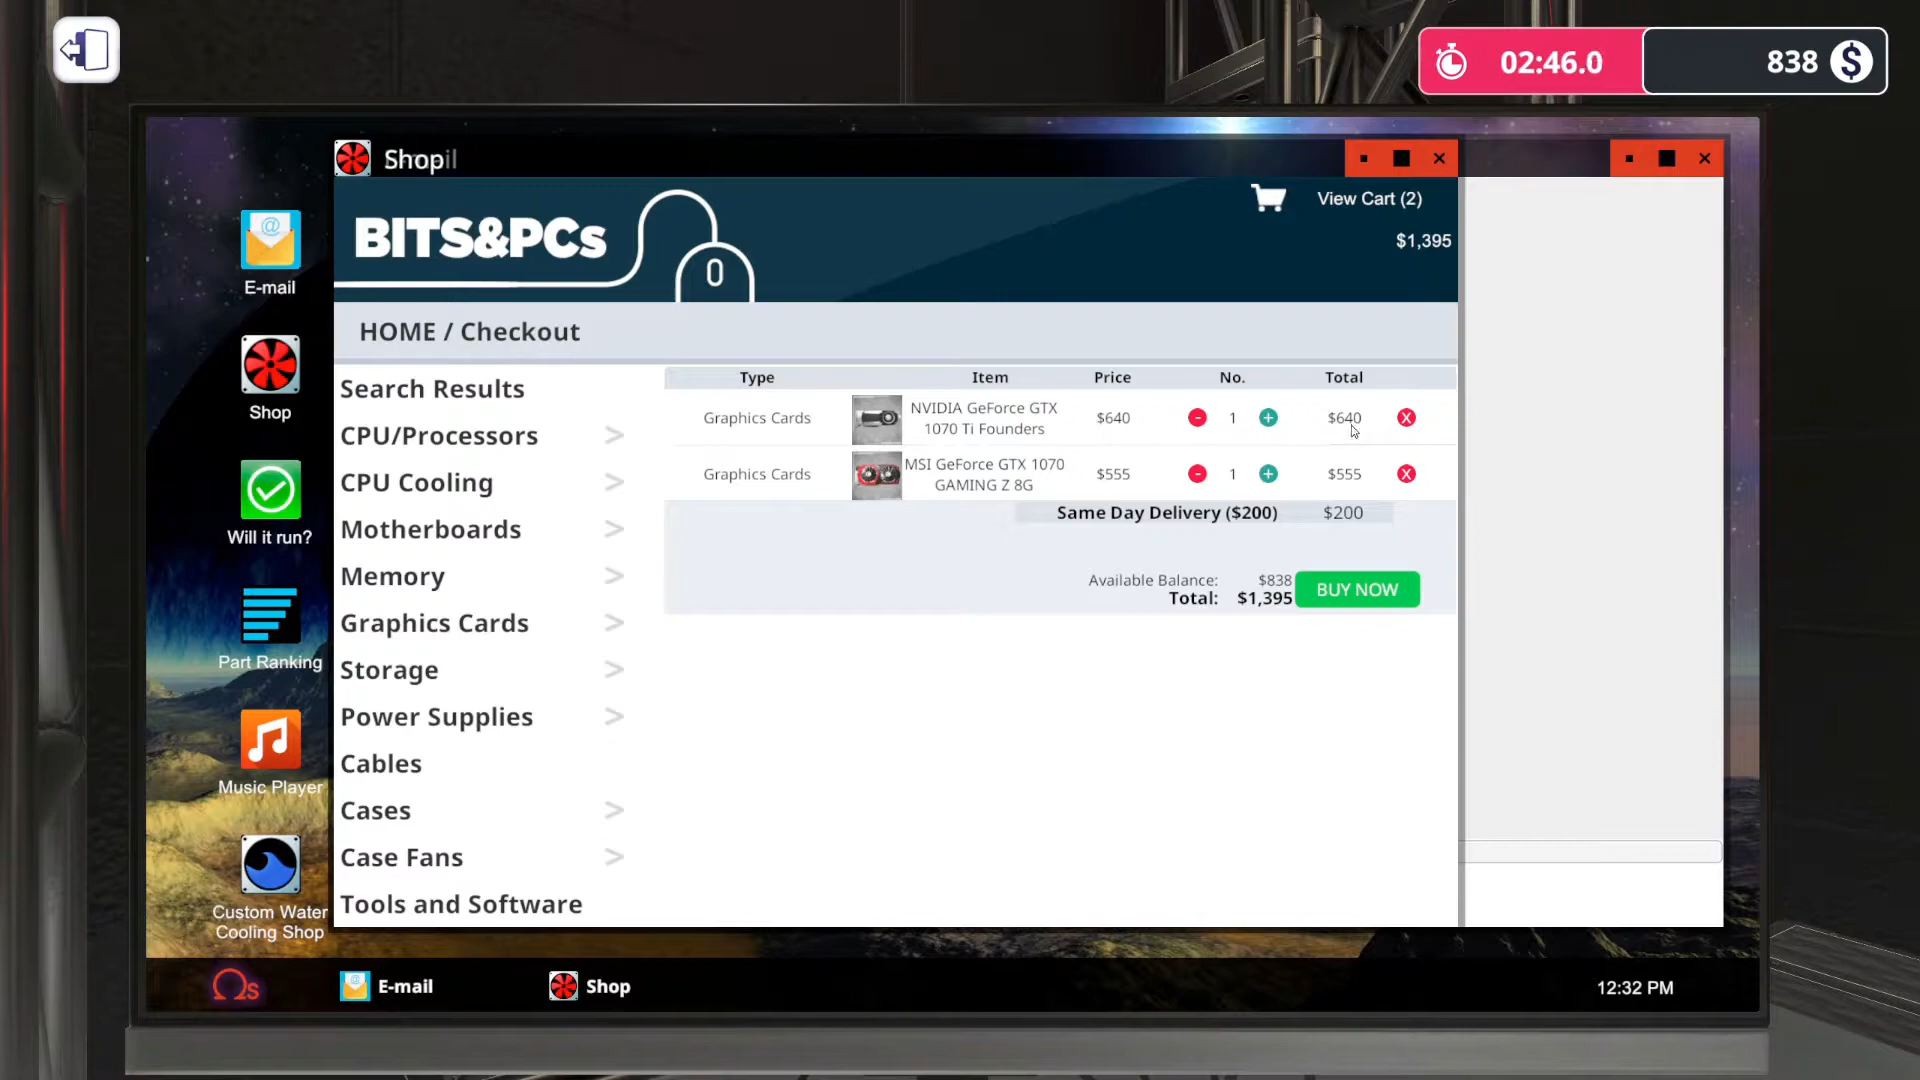 02:46.0
838
Shopil
BITS&PCs
View Cart (2)
$1,395
HOME / Checkout
E-mail
Shop
Will it run?
Part Ranking
Music Player
Custom Water
Cooling Shop
Search Results
CPU/Processors >
CPU Cooling >
Motherboards >
Memory >
Graphics Cards >
Storage >
Power Supplies >
Cables
Cases >
Case Fans >
Tools and Software
Type Item Price No. Total
Graphics Cards NVIDIA GeForce GTX $640 - 1 + $640 X
1070 Ti Founders
Graphics Cards MSI GeForce GTX 1070 $555 - 1 + $555 X
GAMING Z 8G
Same Day Delivery ($200) $200
Available Balance: $838
Total: $1,395
BUY NOW
Ωs
E-mail
Shop
12:32 PM